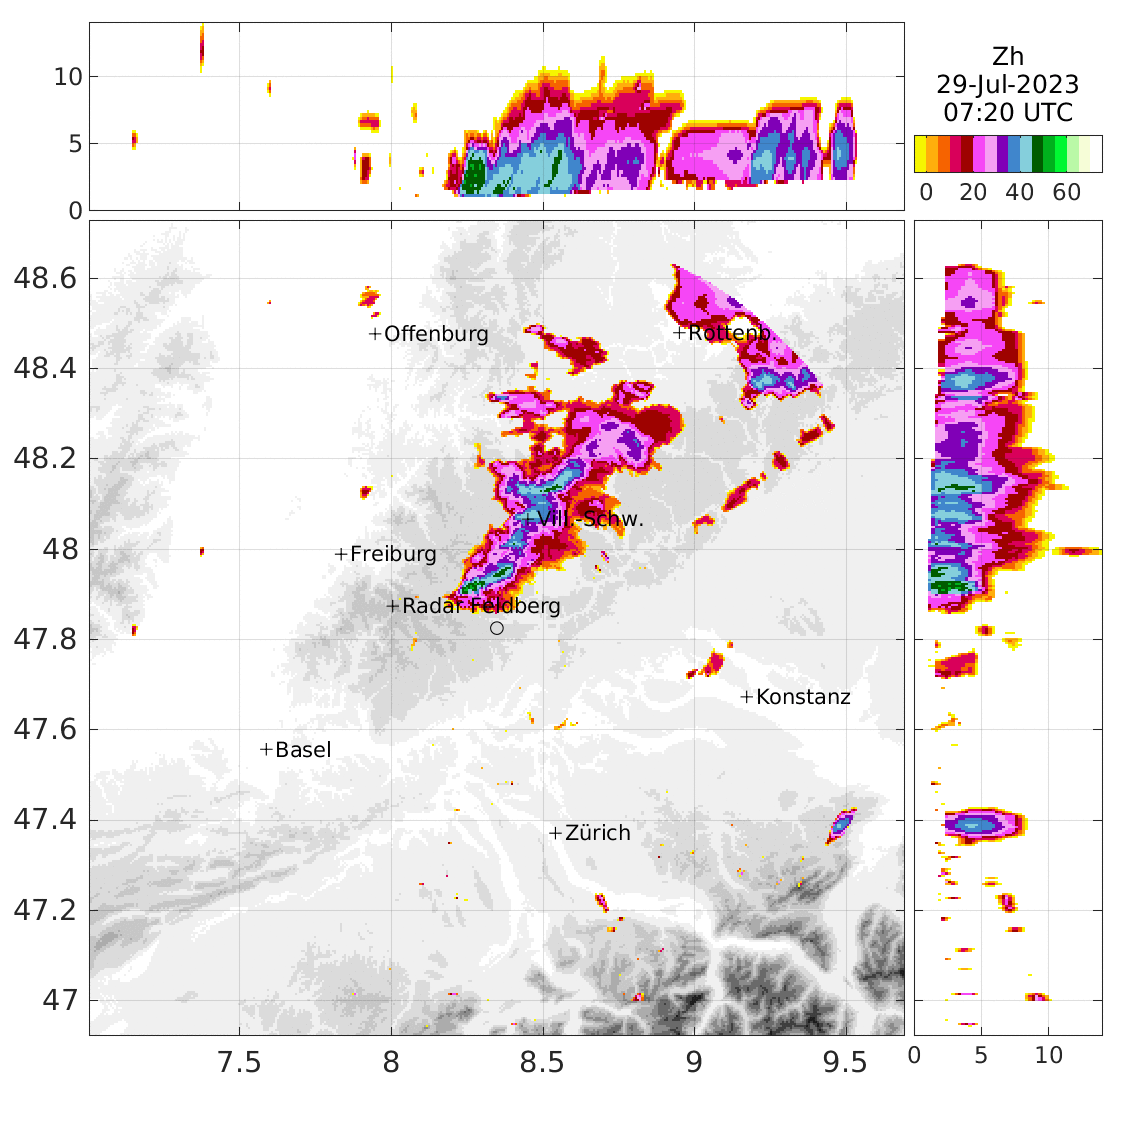 10
5
0
Zh
29-Jul-2023
07:20 UTC
0 20 40 60
48.6
48.4
48.2
48
47.8
47.6
47.4
47.2
47
+Offenburg
+Rottenb.
+Vill.-Schw.
+Freiburg
+Radar Feldberg
+Konstanz
+Basel
+Zürich
7.5 8 8.5 9 9.5
0 5 10